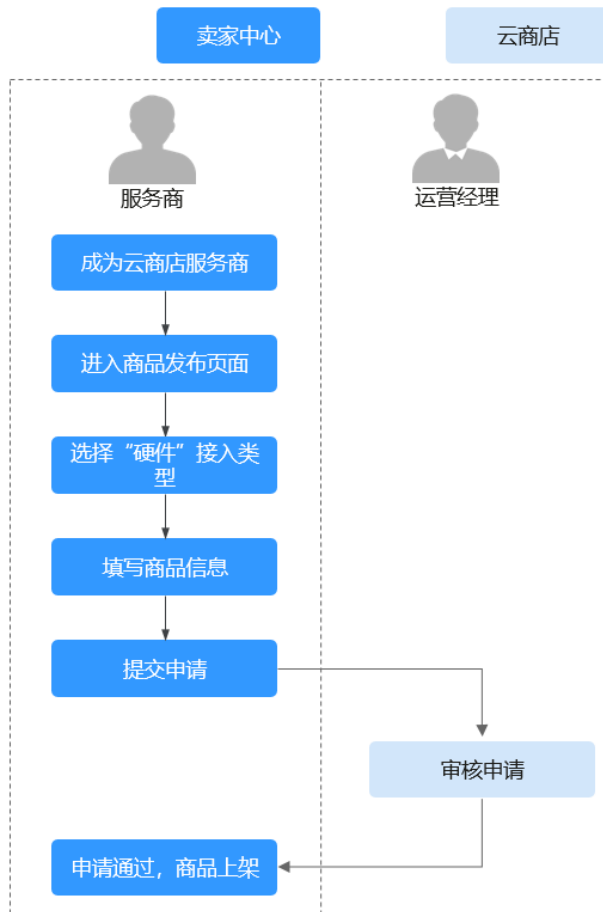 卖家中心
云商店
服务商
运营经理
成为云商店服务商
进入商品发布页面
选择“硬件”接入类
型
填写商品信息
提交申请
审核申请
申请通过，商品上架